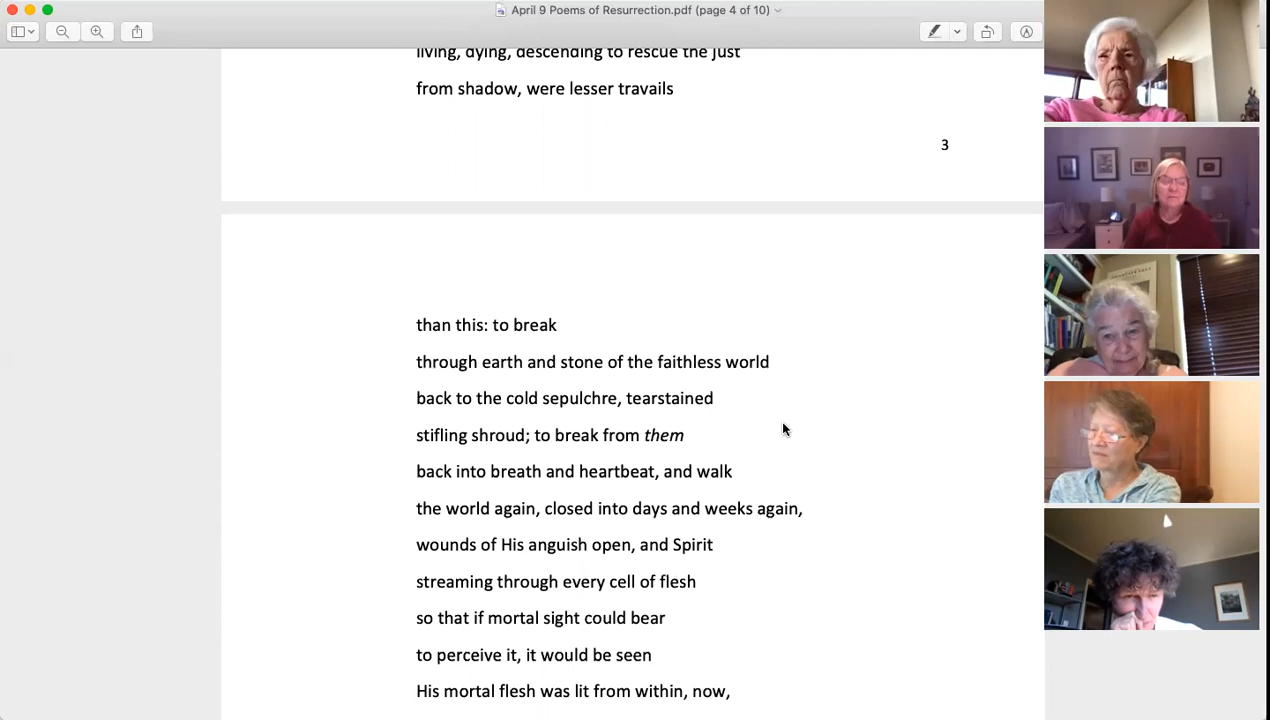 April 9 Poems of Resurrection.pdf (page 4 of 10)
living, dying, descending to rescue the just
from shadow, were lesser travails
3
than this: to break
through earth and stone of the faithless world
back to the cold sepulchre, tearstained
stifling shroud; to break from them
back into breath and heartbeat, and walk
the world again, closed into days and weeks again,
wounds of His anguish open, and Spirit
streaming through every cell of flesh
so that if mortal sight could bear
to perceive it, it would be seen
His mortal flesh was lit from within, now,